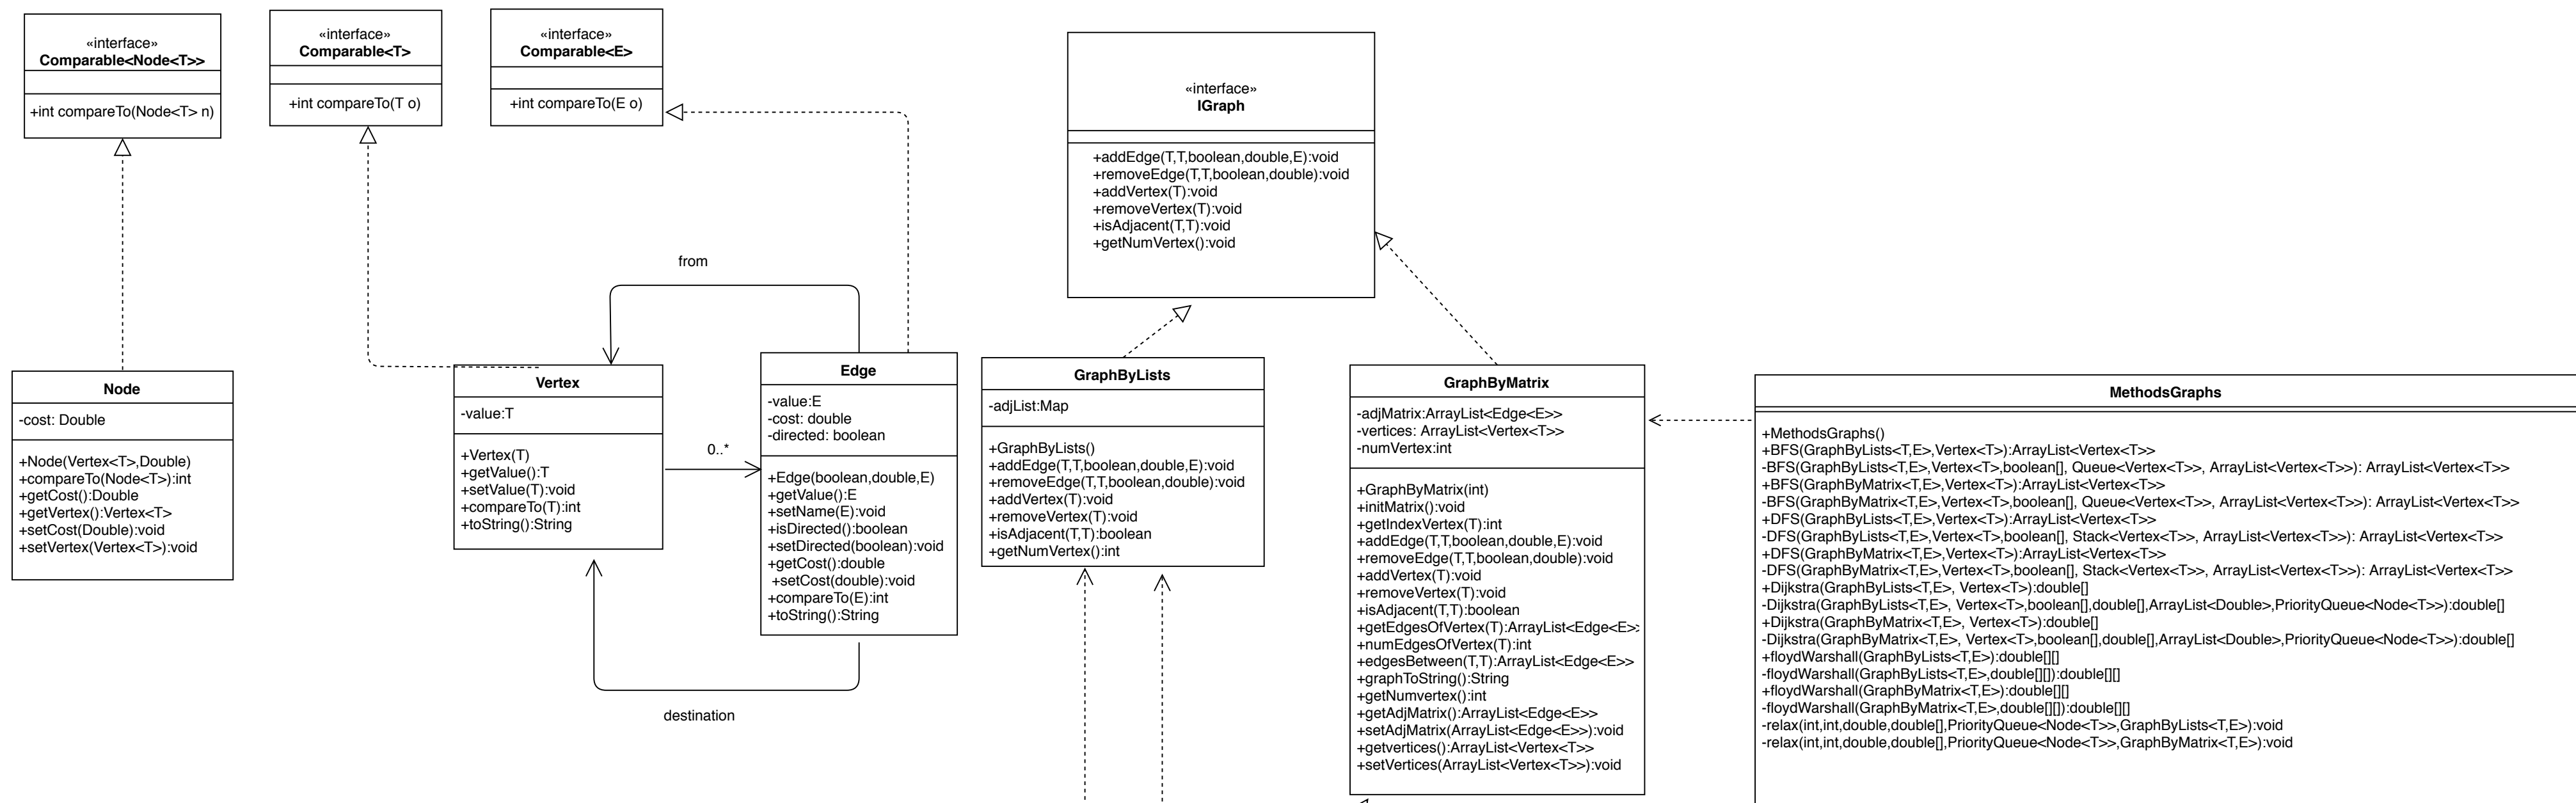 «interface»
Comparable<Node<T>>
+int compareTo(Node<T> n)
«interface»
Comparable<T>
+int compareTo(T o)
«interface»
Comparable<E>
+int compareTo(E o)
«interface»
IGraph
+addEdge(T,T,boolean,double,E):void
+removeEdge(T,T,boolean,double):void
+addVertex(T):void
+removeVertex(T):void
+isAdjacent(T,T):void
+getNumVertex():void
from
Node
-cost: Double
+Node(Vertex<T>,Double)
+compareTo(Node<T>):int
+getCost():Double
+getVertex():Vertex<T>
+setCost(Double):void
+setVertex(Vertex<T>):void
Vertex
-value:T
+Vertex(T)
+getValue():T
+setValue(T):void
+compareTo(T):int
+toString():String
0..*
Edge
-value:E
-cost: double
-directed: boolean
+Edge(boolean,double,E)
+getValue():E
+setName(E):void
+isDirected():boolean
+setDirected(boolean):void
+getCost():double
+setCost(double):void
+compareTo(E):int
+toString():String
destination
GraphByLists
-adjList:Map
+GraphByLists()
+addEdge(T,T,boolean,double,E):void
+removeEdge(T,T,boolean,double):void
+addVertex(T):void
+removeVertex(T):void
+isAdjacent(T,T):boolean
+getNumVertex():int
GraphByMatrix
-adjMatrix:ArrayList<Edge<E>>
-vertices: ArrayList<Vertex<T>>
-numVertex:int
+GraphByMatrix(int)
+initMatrix():void
+getIndexVertex(T):int
+addEdge(T,T,boolean,double,E):void
+removeEdge(T,T,boolean,double):void
+addVertex(T):void
+removeVertex(T):void
+isAdjacent(T,T):boolean
+getEdgesOfVertex(T):ArrayList<Edge<E>>
+numEdgesOfVertex(T):int
+edgesBetween(T,T):ArrayList<Edge<E>>
+graphToString():String
+getNumvertex():int
+getAdjMatrix():ArrayList<Edge<E>>
+setAdjMatrix(ArrayList<Edge<E>>):void
+getvertices():ArrayList<Vertex<T>>
+setVertices(ArrayList<Vertex<T>>):void
MethodsGraphs
+MethodsGraphs()
+BFS(GraphByLists<T,E>,Vertex<T>):ArrayList<Vertex<T>>
-BFS(GraphByLists<T,E>,Vertex<T>,boolean[], Queue<Vertex<T>>, ArrayList<Vertex<T>>): ArrayList<Vertex<T>>
+BFS(GraphByMatrix<T,E>,Vertex<T>):ArrayList<Vertex<T>>
-BFS(GraphByMatrix<T,E>,Vertex<T>,boolean[], Queue<Vertex<T>>, ArrayList<Vertex<T>>): ArrayList<Vertex<T>>
+DFS(GraphByLists<T,E>,Vertex<T>):ArrayList<Vertex<T>>
-DFS(GraphByLists<T,E>,Vertex<T>,boolean[], Stack<Vertex<T>>, ArrayList<Vertex<T>>): ArrayList<Vertex<T>>
+DFS(GraphByMatrix<T,E>,Vertex<T>):ArrayList<Vertex<T>>
-DFS(GraphByMatrix<T,E>,Vertex<T>,boolean[], Stack<Vertex<T>>, ArrayList<Vertex<T>>): ArrayList<Vertex<T>>
+Dijkstra(GraphByLists<T,E>, Vertex<T>):double[]
-Dijkstra(GraphByLists<T,E>, Vertex<T>,boolean[],double[],ArrayList<Double>,PriorityQueue<Node<T>>):double[]
+Dijkstra(GraphByMatrix<T,E>, Vertex<T>):double[]
-Dijkstra(GraphByMatrix<T,E>, Vertex<T>,boolean[],double[],ArrayList<Double>,PriorityQueue<Node<T>>):double[]
+floydWarshall(GraphByLists<T,E>):double[][]
-floydWarshall(GraphByLists<T,E>,double[][]):double[][]
+floydWarshall(GraphByMatrix<T,E>):double[][]
-floydWarshall(GraphByMatrix<T,E>,double[][]):double[][]
-relax(int,int,double,double[],PriorityQueue<Node<T>>,GraphByLists<T,E>):void
-relax(int,int,double,double[],PriorityQueue<Node<T>>,GraphByMatrix<T,E>):void